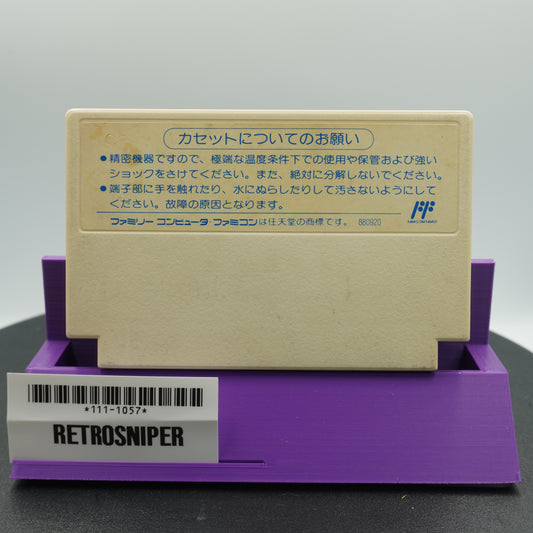 カセットについてのお願い
●精密機器ですので、極端な温度条件下での使用や保管および強い
ショックをさけてください。また、絶対に分解しないでください。
●端子部に手を触れたり、水にぬらしたりして汚さないようにして
ください。故障の原因となります。
ファミリーコンピュータ・ファミコンは任天堂の商標です。 880920
*111-1057*
RETROSNIPER